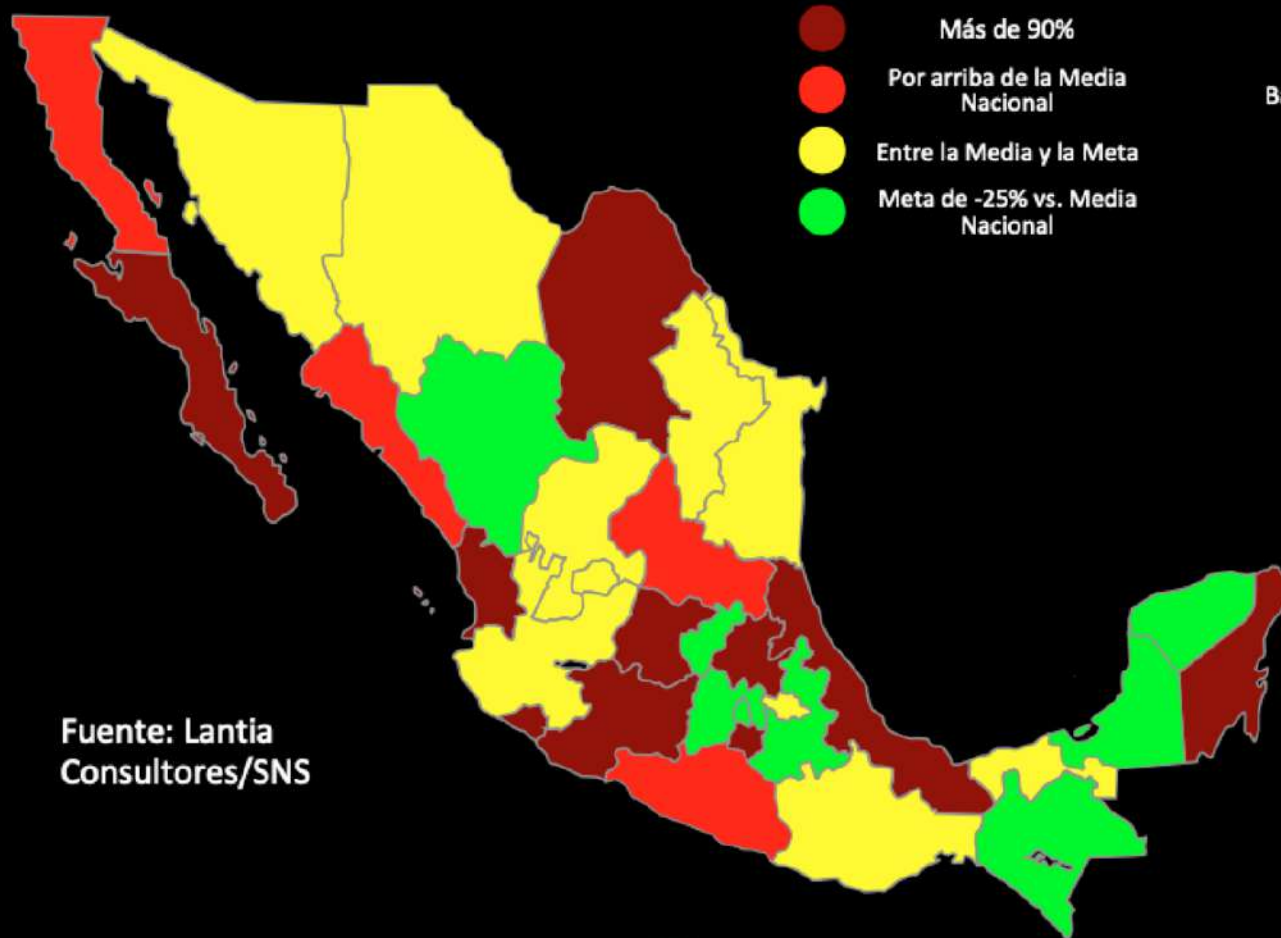 Más de 90%
Por arriba de la Media
Nacional
Entre la Media y la Meta
Meta de -25% vs. Media
Nacional
Fuente: Lantia
Consultores/SNS